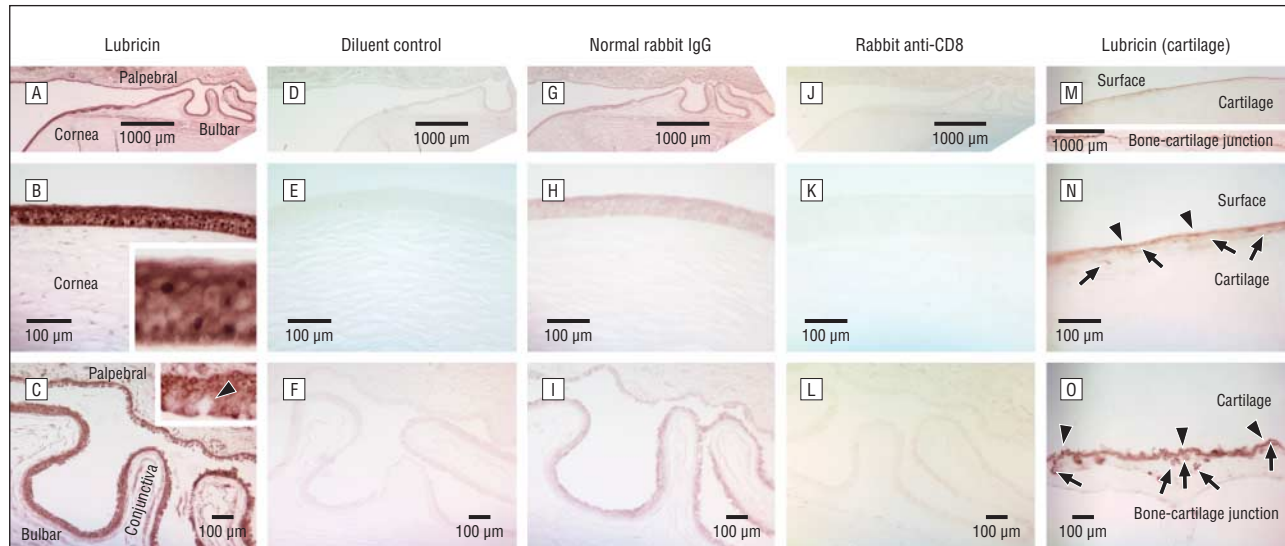 Lubricin
Diluent control
Normal rabbit IgG
Rabbit anti-CD8
Lubricin (cartilage)
A
Palpebral
Cornea
1000 μm
Bulbar
D
1000 μm
G
1000 μm
J
1000 μm
M
Surface
Cartilage
1000 μm
Bone-cartilage junction
B
Cornea
100 μm
E
100 μm
H
100 μm
K
100 μm
N
Surface
Cartilage
100 μm
C
Palpebral
Conjunctiva
Bulbar
100 μm
F
100 μm
I
100 μm
L
100 μm
O
Cartilage
100 μm
Bone-cartilage junction